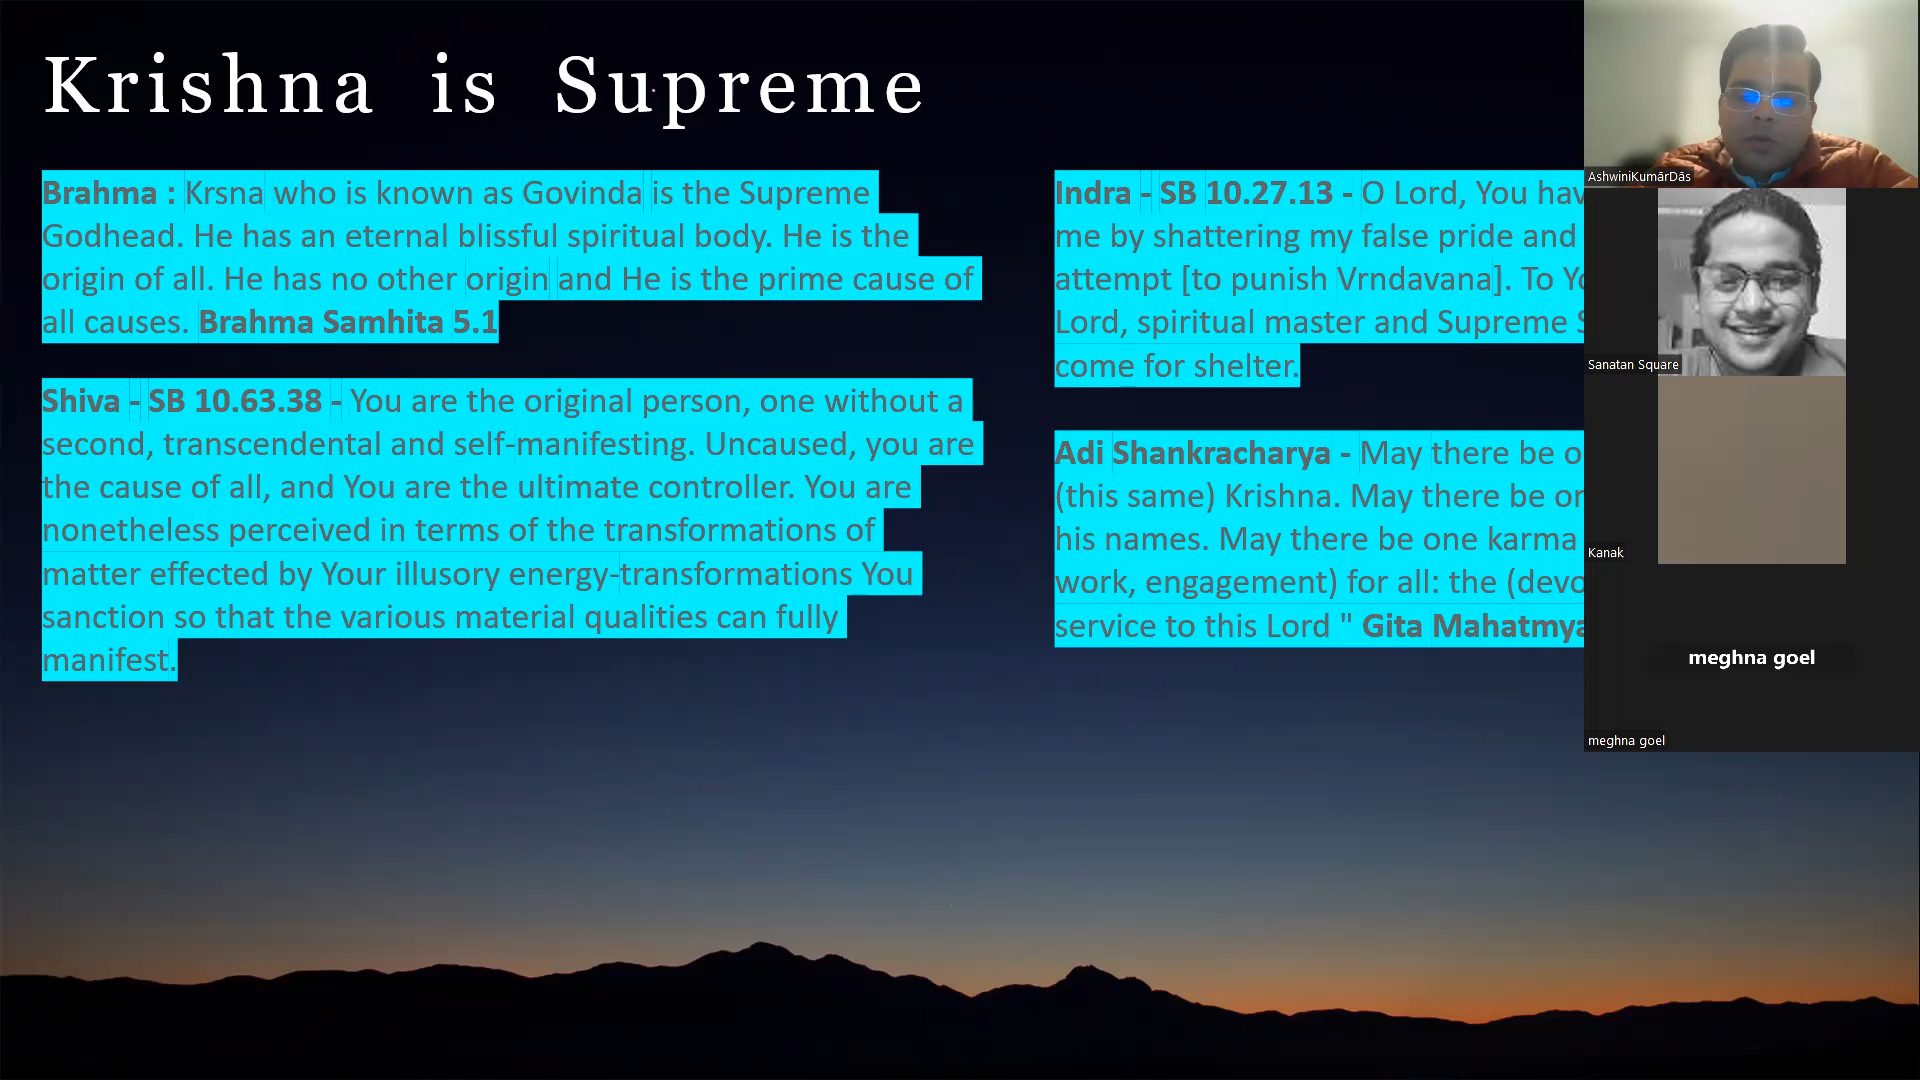 Krishna is Supreme
Brahma : Krsna who is known as Govinda is the Supreme
Godhead. He has an eternal blissful spiritual body. He is the
origin of all. He has no other origin and He is the prime cause of
all causes. Brahma Samhita 5.1
Shiva - SB 10.63.38 - You are the original person, one without a
second, transcendental and self-manifesting. Uncaused, you are
the cause of all, and You are the ultimate controller. You are
nonetheless perceived in terms of the transformations of
matter effected by Your illusory energy-transformations You
sanction so that the various material qualities can fully
manifest.
Indra - SB 10.27.13 - O Lord, You hav
me by shattering my false pride and
attempt [to punish Vrndavana]. To Yo
Lord, spiritual master and Supreme S
come for shelter.
Adi Shankracharya - May there be o
(this same) Krishna. May there be on
his names. May there be one karma
work, engagement) for all: the (devo
service to this Lord " Gita Mahatmya
AshwiniKumārDās
Sanatan Square
Kanak
meghna goel
meghna goel